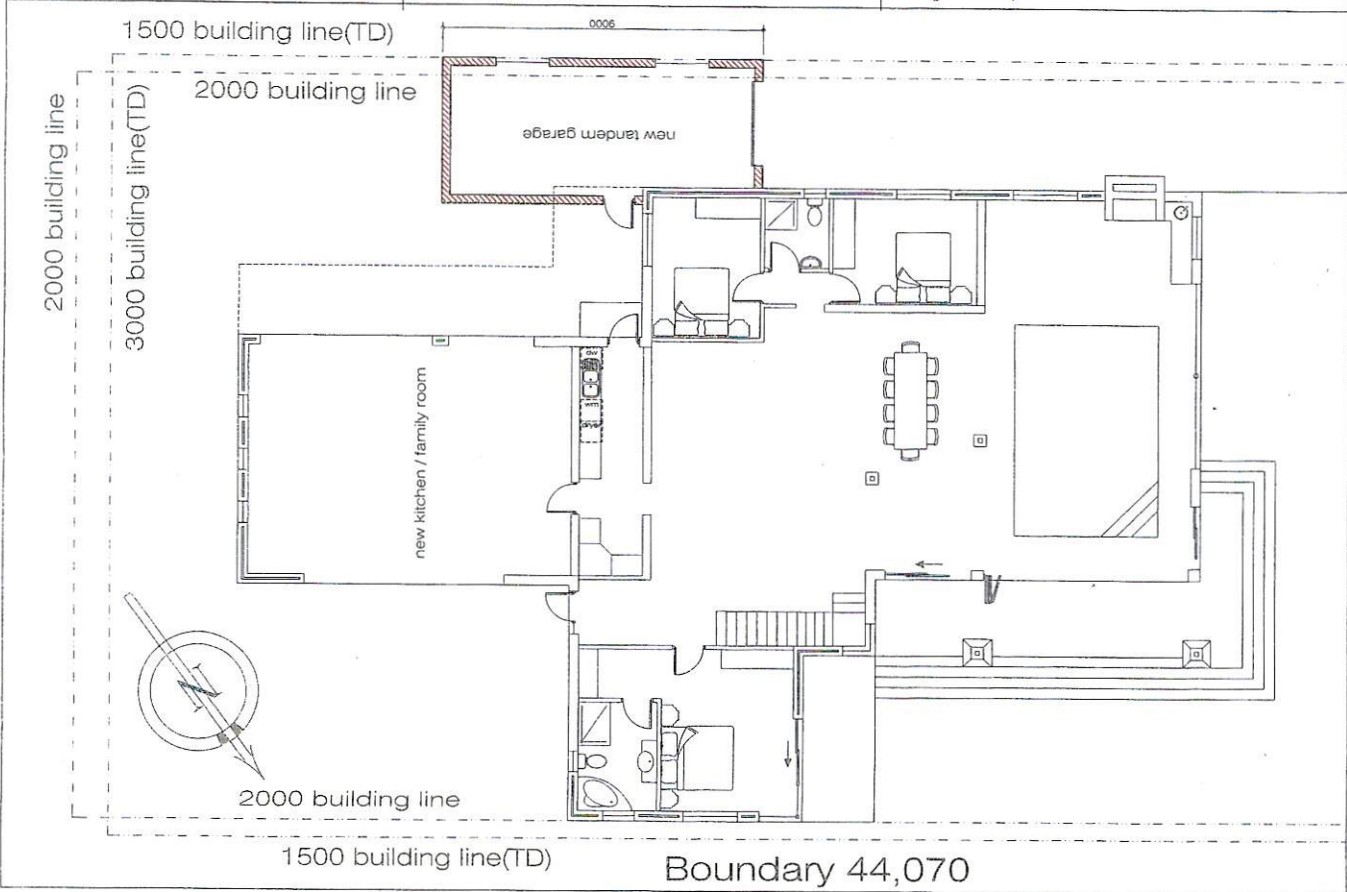 1500 building line(TD)
9000
2000 building line
2000 building line
3000 building line(TD)
new tandem garage
new kitchen / family room
dw
wm
N
2000 building line
1500 building line(TD)
Boundary 44,070